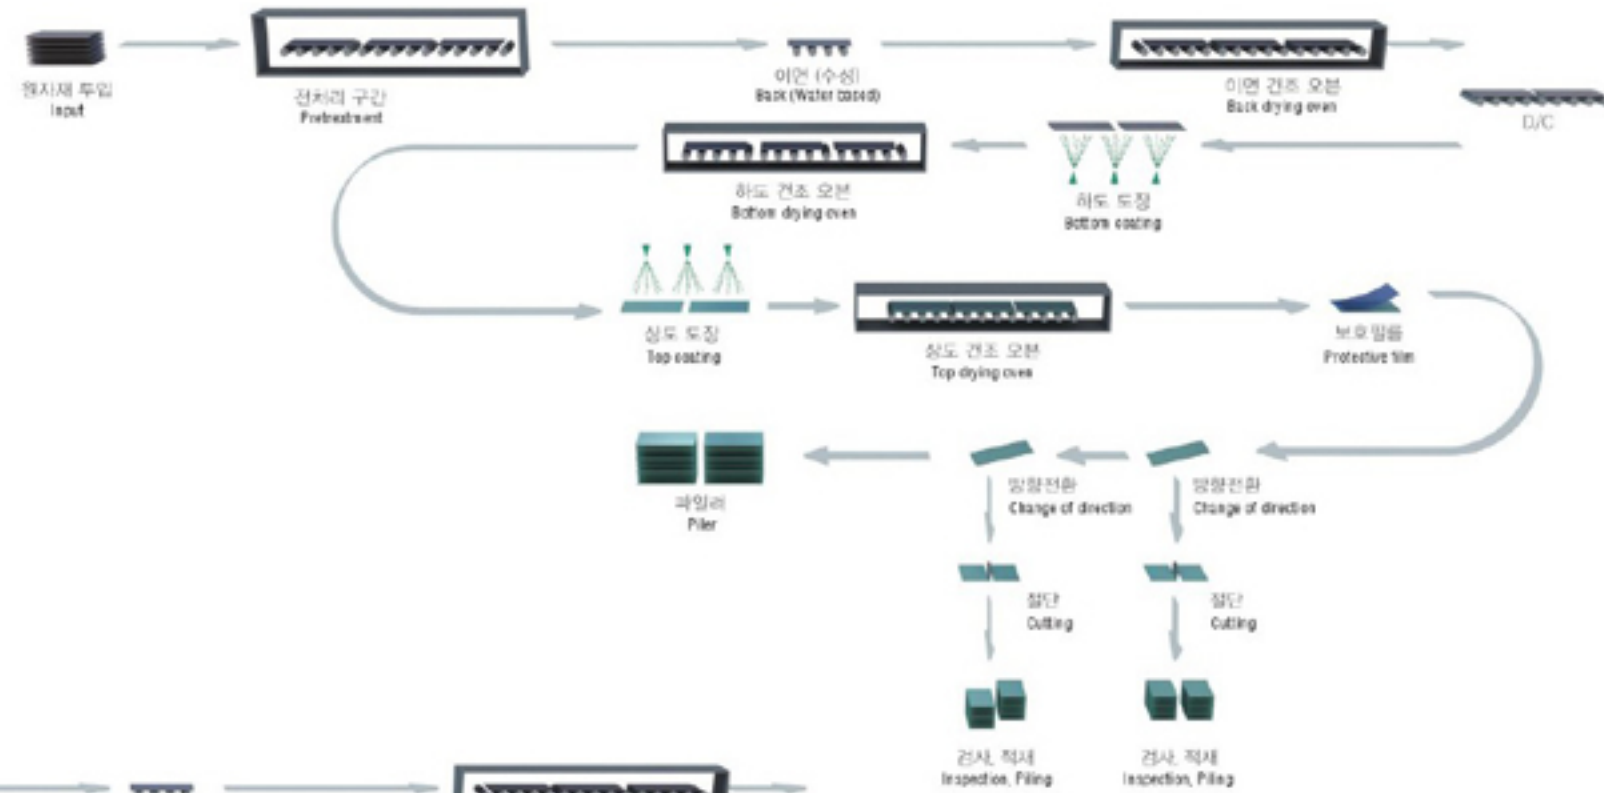 원자재 투입
Input
전처리 구간
Pretreatment
이면 (수성)
Back (Water based)
이면 건조 오븐
Back drying oven
D/C
하도 도장
Bottom coating
하도 건조 오븐
Bottom drying oven
상도 도장
Top coating
상도 건조 오븐
Top drying oven
보호필름
Protective film
방향전환
Change of direction
방향전환
Change of direction
파일러
Piler
절단
Cutting
절단
Cutting
검사, 적재
Inspection, Piling
검사, 적재
Inspection, Piling